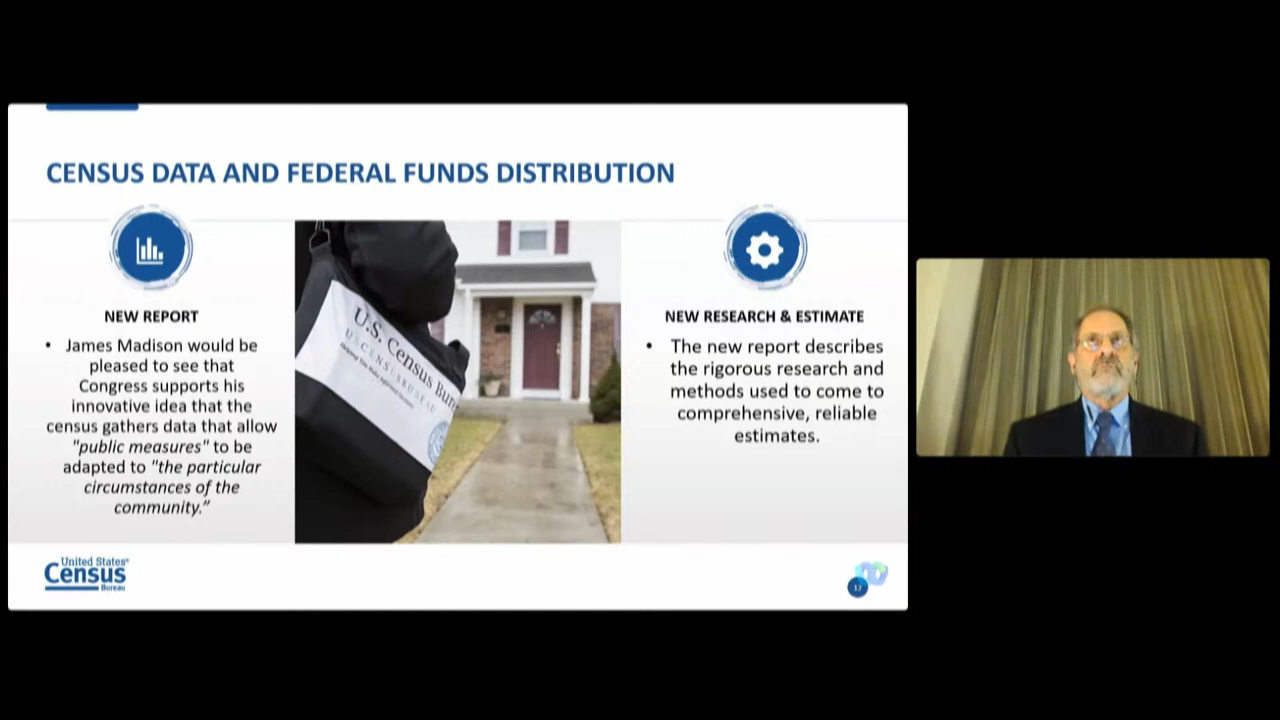 CENSUS DATA AND FEDERAL FUNDS DISTRIBUTION
NEW REPORT
• James Madison would be
pleased to see that
Congress supports his
innovative idea that the
census gathers data that allow
"public measures" to be
adapted to "the particular
circumstances of the
community.”
U.S. Census Bure
USCENSUSBUREAU
NEW RESEARCH & ESTIMATE
• The new report describes
the rigorous research and
methods used to come to
comprehensive, reliable
estimates.
United States®
Census
Bureau
17